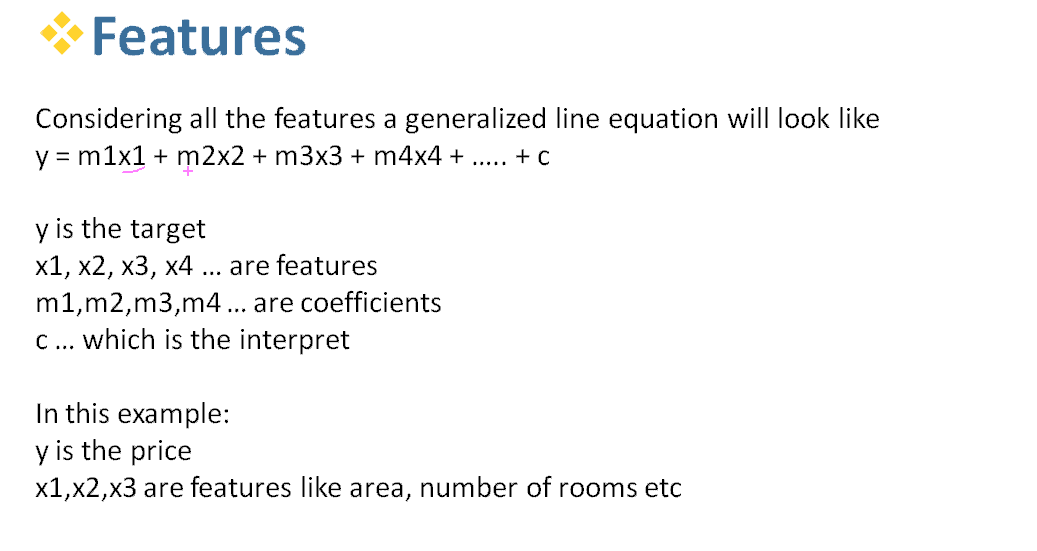 Features
Considering all the features a generalized line equation will look like
y = m1x1 + m2x2 + m3x3 + m4x4 + ..... + c
y is the target
x1, x2, x3, x4 ... are features
m1,m2,m3,m4 ... are coefficients
c ... which is the interpret
In this example:
y is the price
x1,x2,x3 are features like area, number of rooms etc